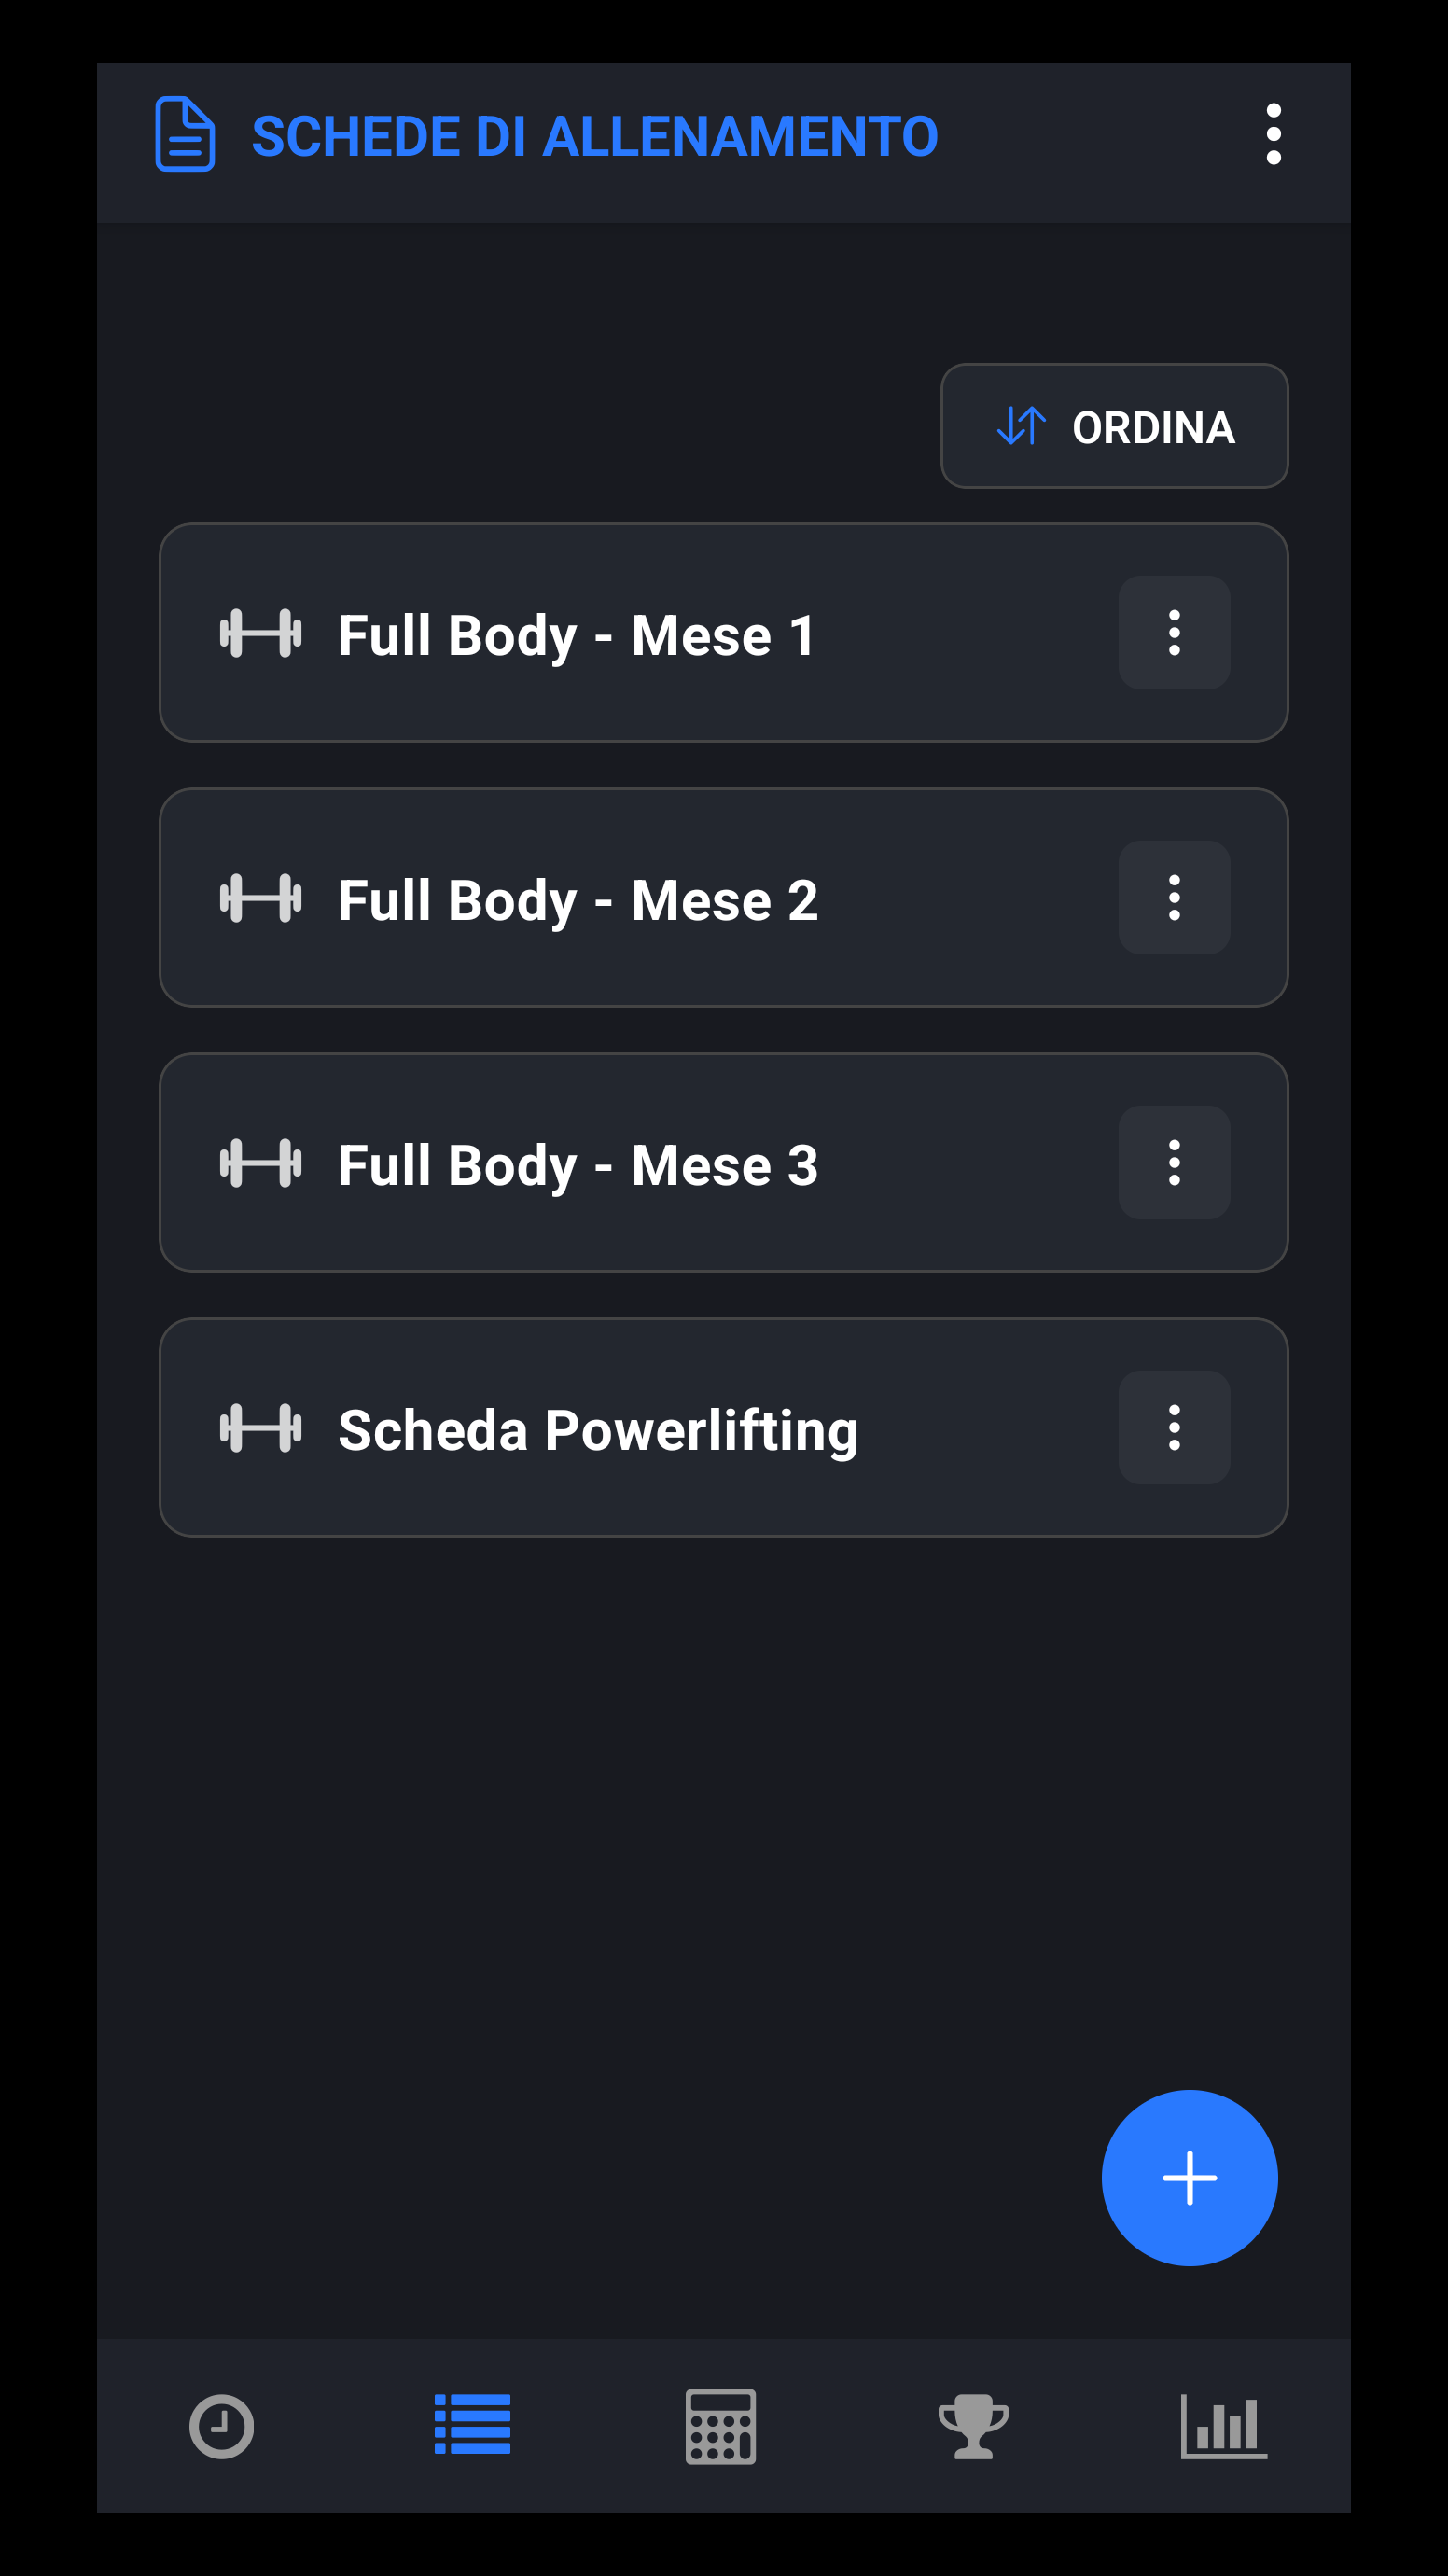 SCHEDE DI ALLENAMENTO
ORDINA
Full Body - Mese 1
Full Body - Mese 2
Full Body - Mese 3
Scheda Powerlifting